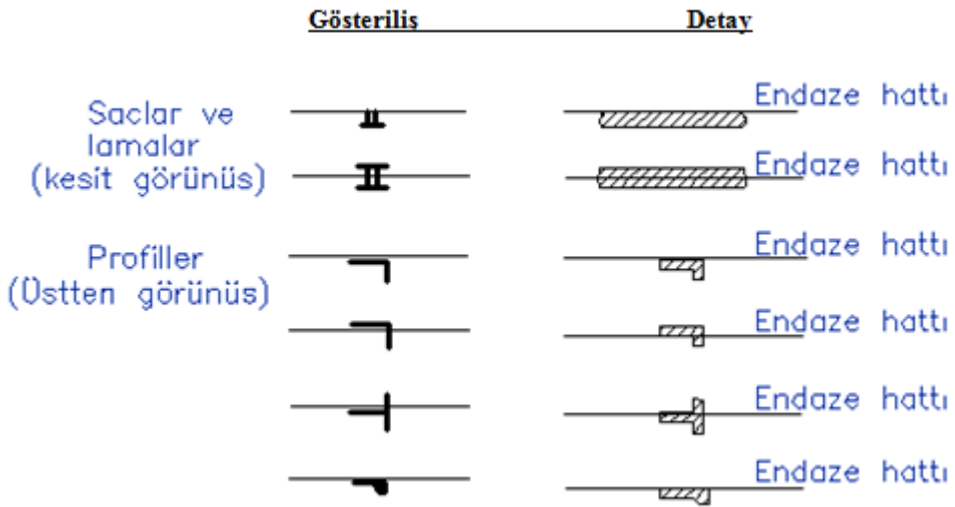 Gösteriliş Detay
Saclar ve
lamalar
(kesit görünüs)
Endaze hattı
Endaze hattı
Profiller
(Üstten görünüs)
Endaze hattı
Endaze hattı
Endaze hattı
Endaze hattı